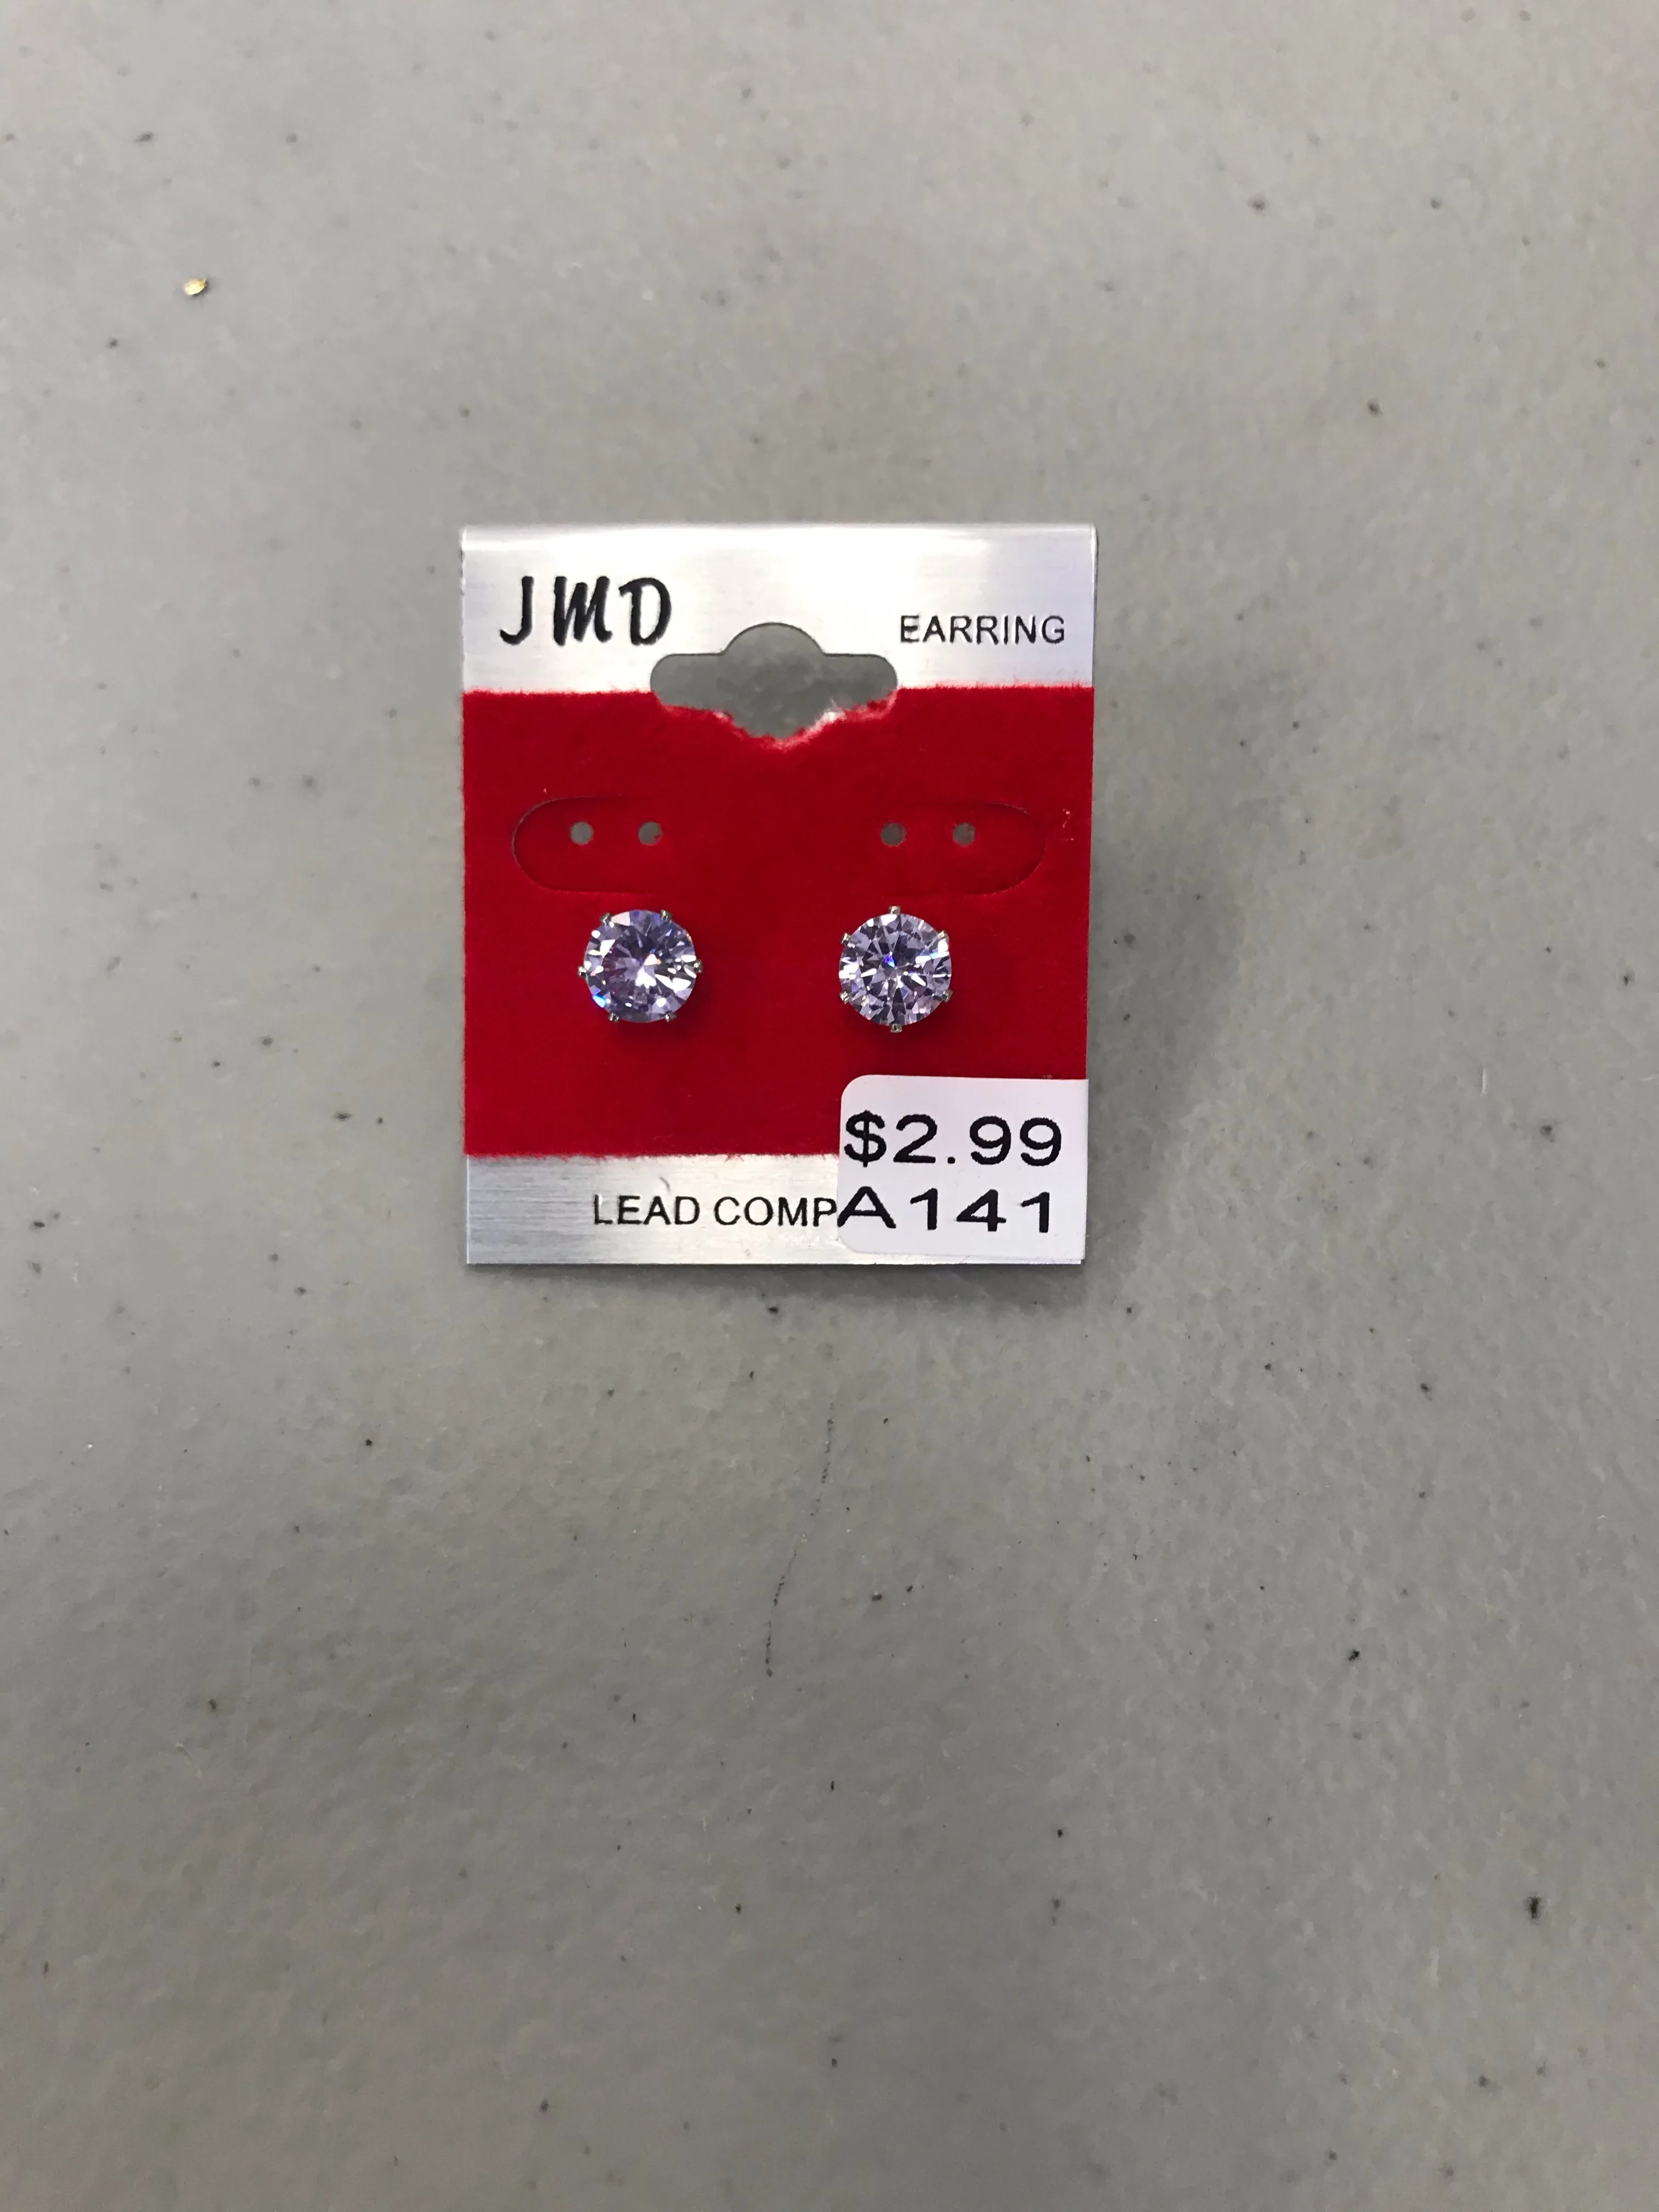 JMD
EARRING
$2.99
LEAD COMP
A141